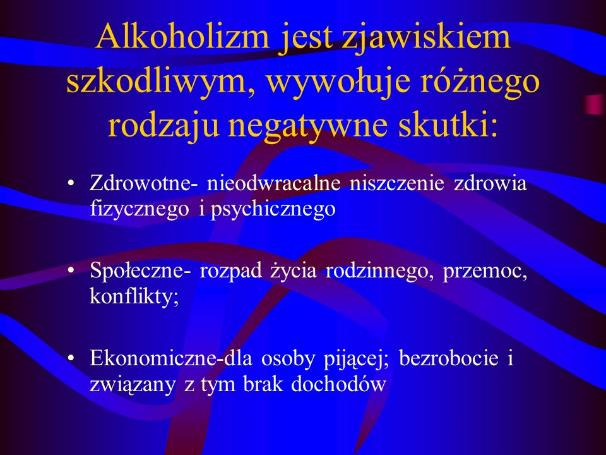 Alkoholizm jest zjawiskiem
szkodliwym, wywołuje różnego
rodzaju negatywne skutki:
• Zdrowotne- nieodwracalne niszczenie zdrowia
fizycznego i psychicznego
• Społeczne- rozpad życia rodzinnego, przemoc,
konflikty;
• Ekonomiczne-dla osoby pijącej; bezrobocie i
związany z tym brak dochodów